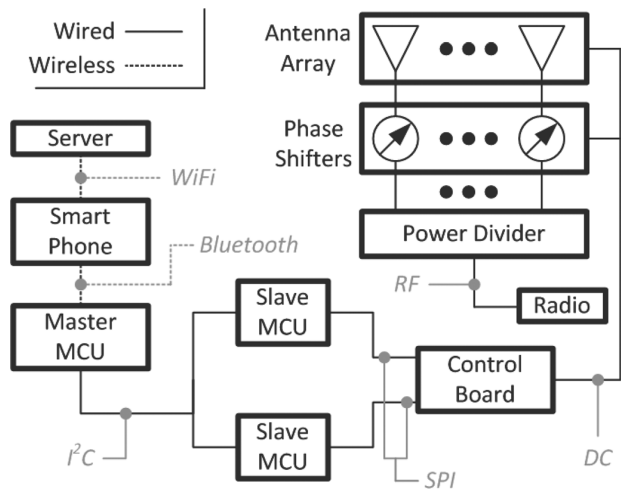 Wired
Wireless
Antenna
Array
Phase
Shifters
Server
WiFi
Smart
Phone
Bluetooth
Power Divider
RF
Radio
Master
MCU
Slave
MCU
Control
Board
Slave
MCU
I²C
SPI
DC